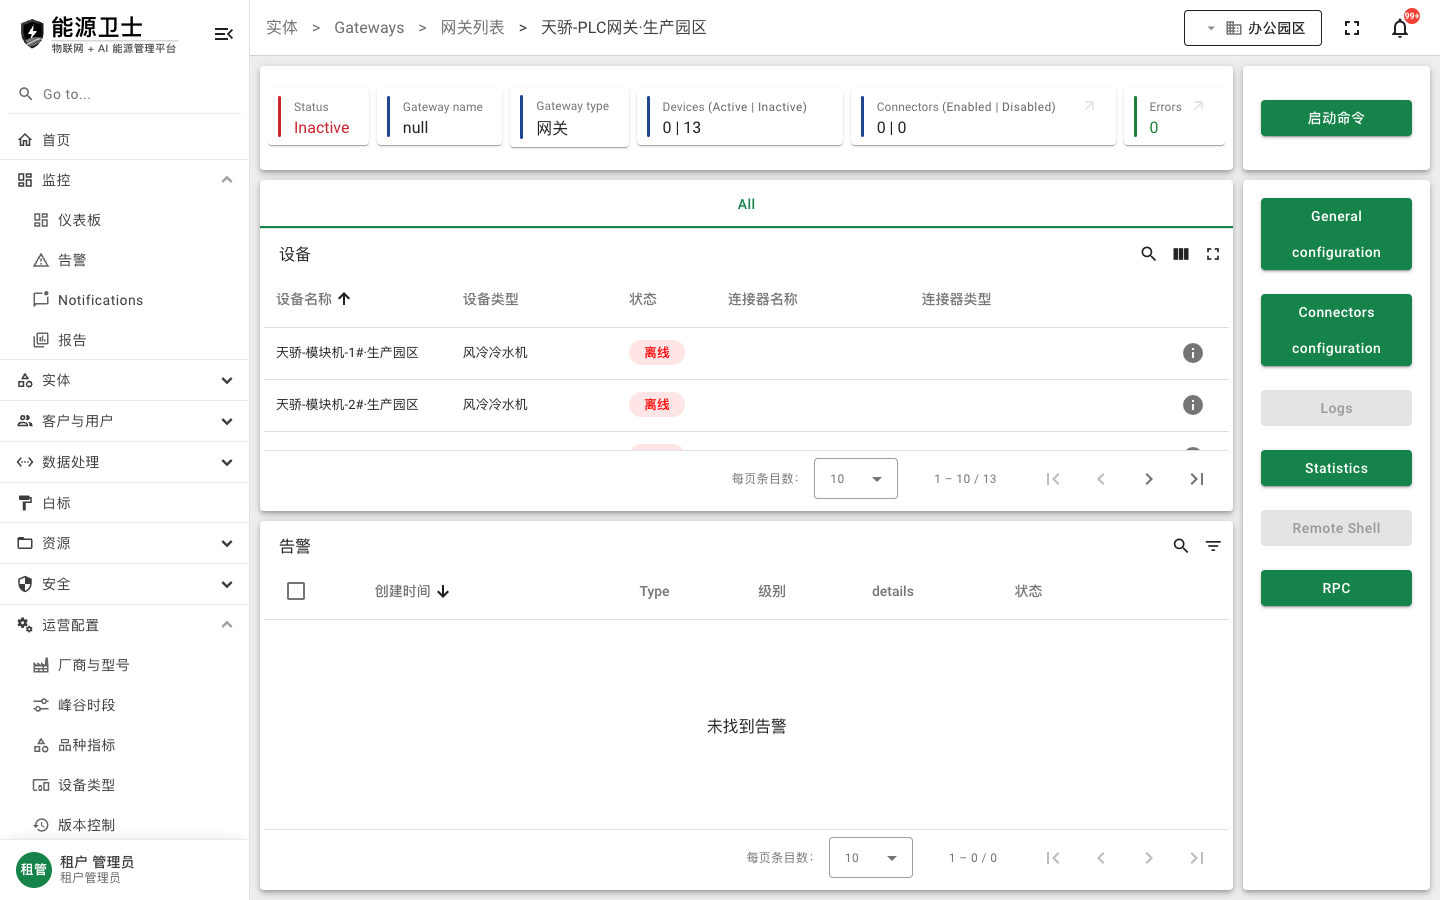 能源卫士
物联网 + AI 能源管理平台
Go to...
首页
监控
仪表板
告警
Notifications
报告
实体
客户与用户
数据处理
白标
资源
安全
运营配置
厂商与型号
峰谷时段
品种指标
设备类型
版本控制
租管
租户 管理员
租户管理员
实体 > Gateways > 网关列表 > 天骄-PLC网关·生产园区
办公园区
99+
Status
Inactive
Gateway name
null
Gateway type
网关
Devices (Active | Inactive)
0 | 13
Connectors (Enabled | Disabled)
0 | 0
Errors
0
启动命令
All
设备
设备名称 设备类型 状态 连接器名称 连接器类型
天骄-模块机-1#·生产园区 风冷冷水机 离线
天骄-模块机-2#·生产园区 风冷冷水机 离线
每页条目数: 10 1 – 10 / 13
告警
创建时间 Type 级别 details 状态
未找到告警
每页条目数: 10 1 – 0 / 0
General
configuration
Connectors
configuration
Logs
Statistics
Remote Shell
RPC